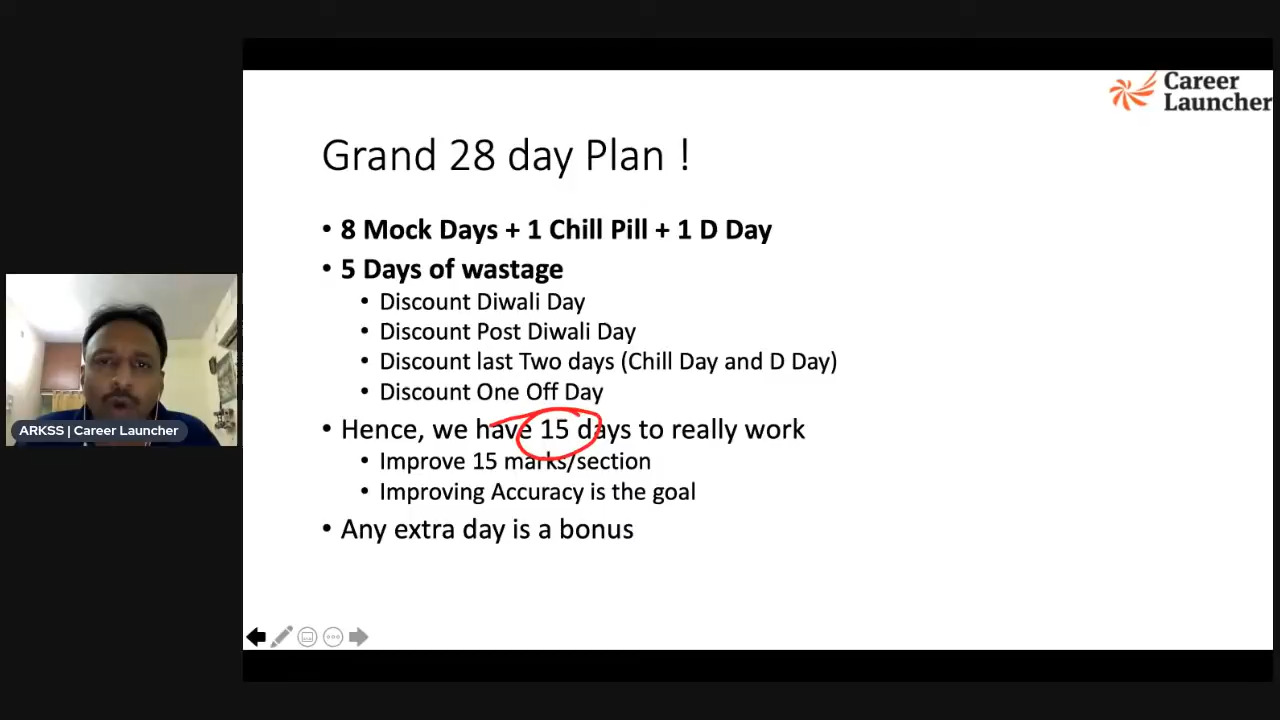 Career
Launcher
Grand 28 day Plan !
• 8 Mock Days + 1 Chill Pill + 1 D Day
• 5 Days of wastage
• Discount Diwali Day
• Discount Post Diwali Day
• Discount last Two days (Chill Day and D Day)
• Discount One Off Day
• Hence, we have 15 days to really work
• Improve 15 marks/section
• Improving Accuracy is the goal
• Any extra day is a bonus
ARKSS | Career Launcher